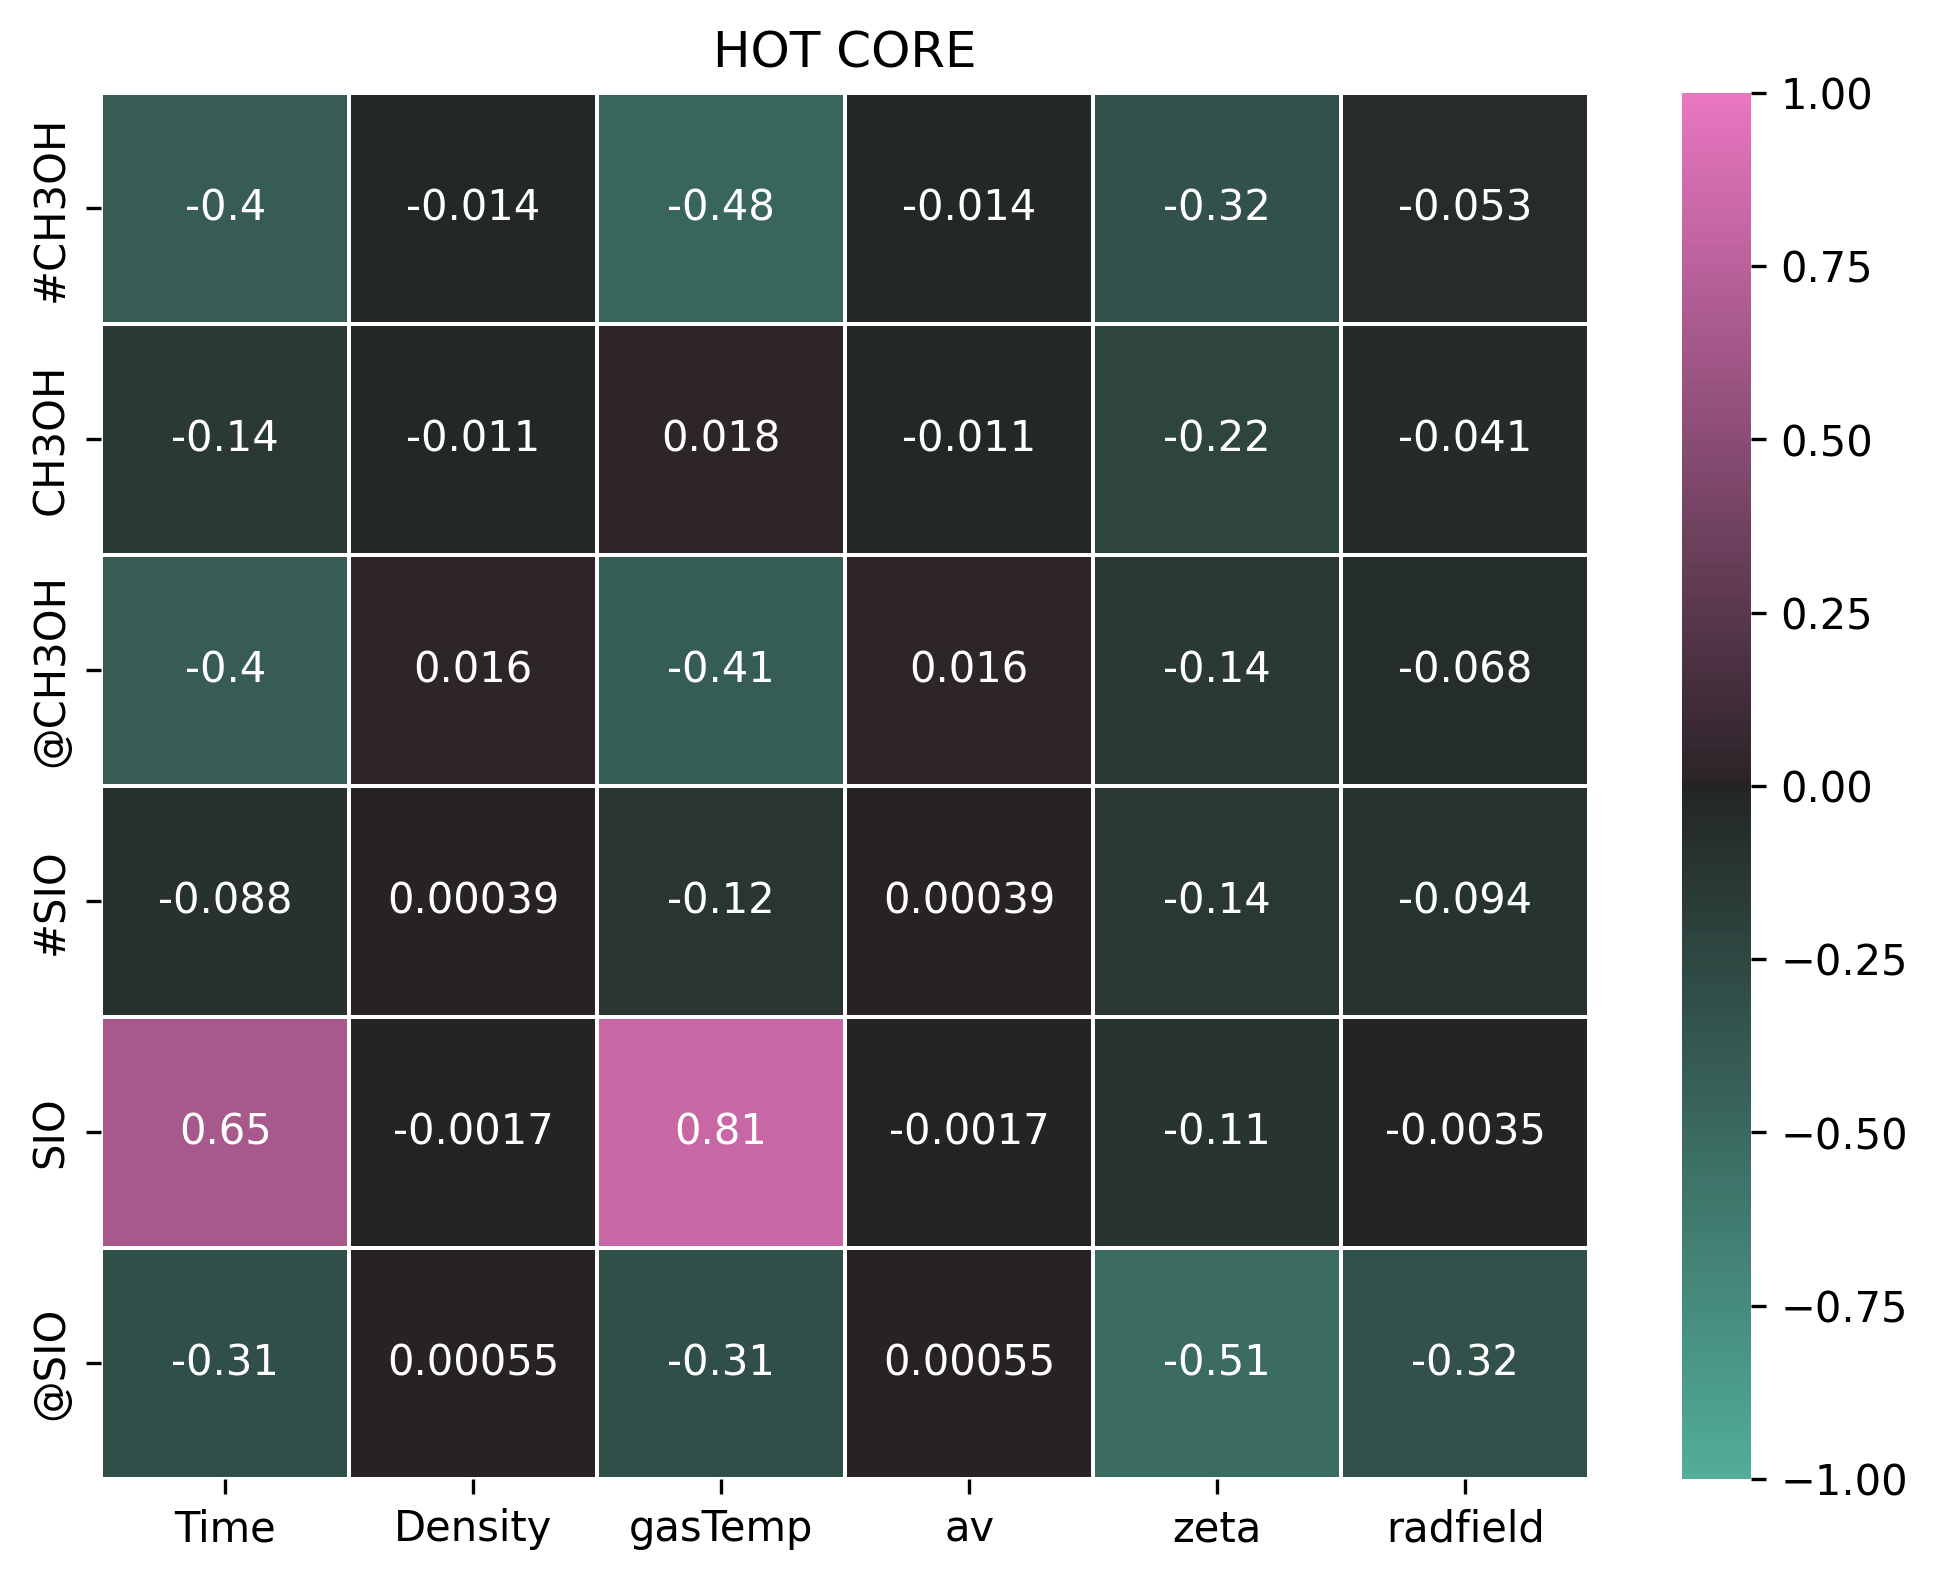 HOT CORE
#CH3OH
-0.4 -0.014 -0.48 -0.014 -0.32 -0.053
CH3OH
-0.14 -0.011 0.018 -0.011 -0.22 -0.041
@CH3OH
-0.4 0.016 -0.41 0.016 -0.14 -0.068
#SIO
-0.088 0.00039 -0.12 0.00039 -0.14 -0.094
SIO
0.65 -0.0017 0.81 -0.0017 -0.11 -0.0035
@SIO
-0.31 0.00055 -0.31 0.00055 -0.51 -0.32
Time Density gasTemp av zeta radfield
1.00
0.75
0.50
0.25
0.00
−0.25
−0.50
−0.75
−1.00